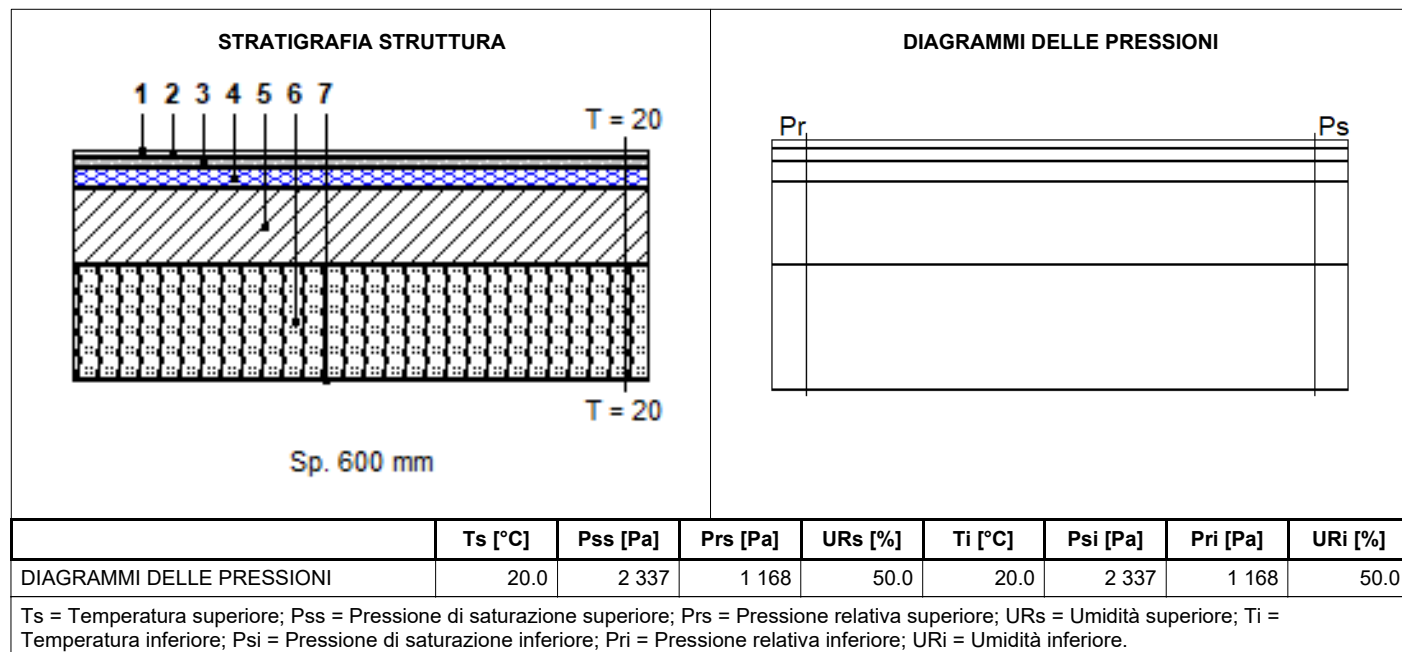 STRATIGRAFIA STRUTTURA
1 2 3 4 5 6 7
T = 20
T = 20
Sp. 600 mm
DIAGRAMMI DELLE PRESSIONI
Pr Ps
Ts [°C] Pss [Pa] Prs [Pa] URs [%] Ti [°C] Psi [Pa] Pri [Pa] URi [%]
DIAGRAMMI DELLE PRESSIONI 20.0 2 337 1 168 50.0 20.0 2 337 1 168 50.0
Ts = Temperatura superiore; Pss = Pressione di saturazione superiore; Prs = Pressione relativa superiore; URs = Umidità superiore; Ti =
Temperatura inferiore; Psi = Pressione di saturazione inferiore; Pri = Pressione relativa inferiore; URi = Umidità inferiore.